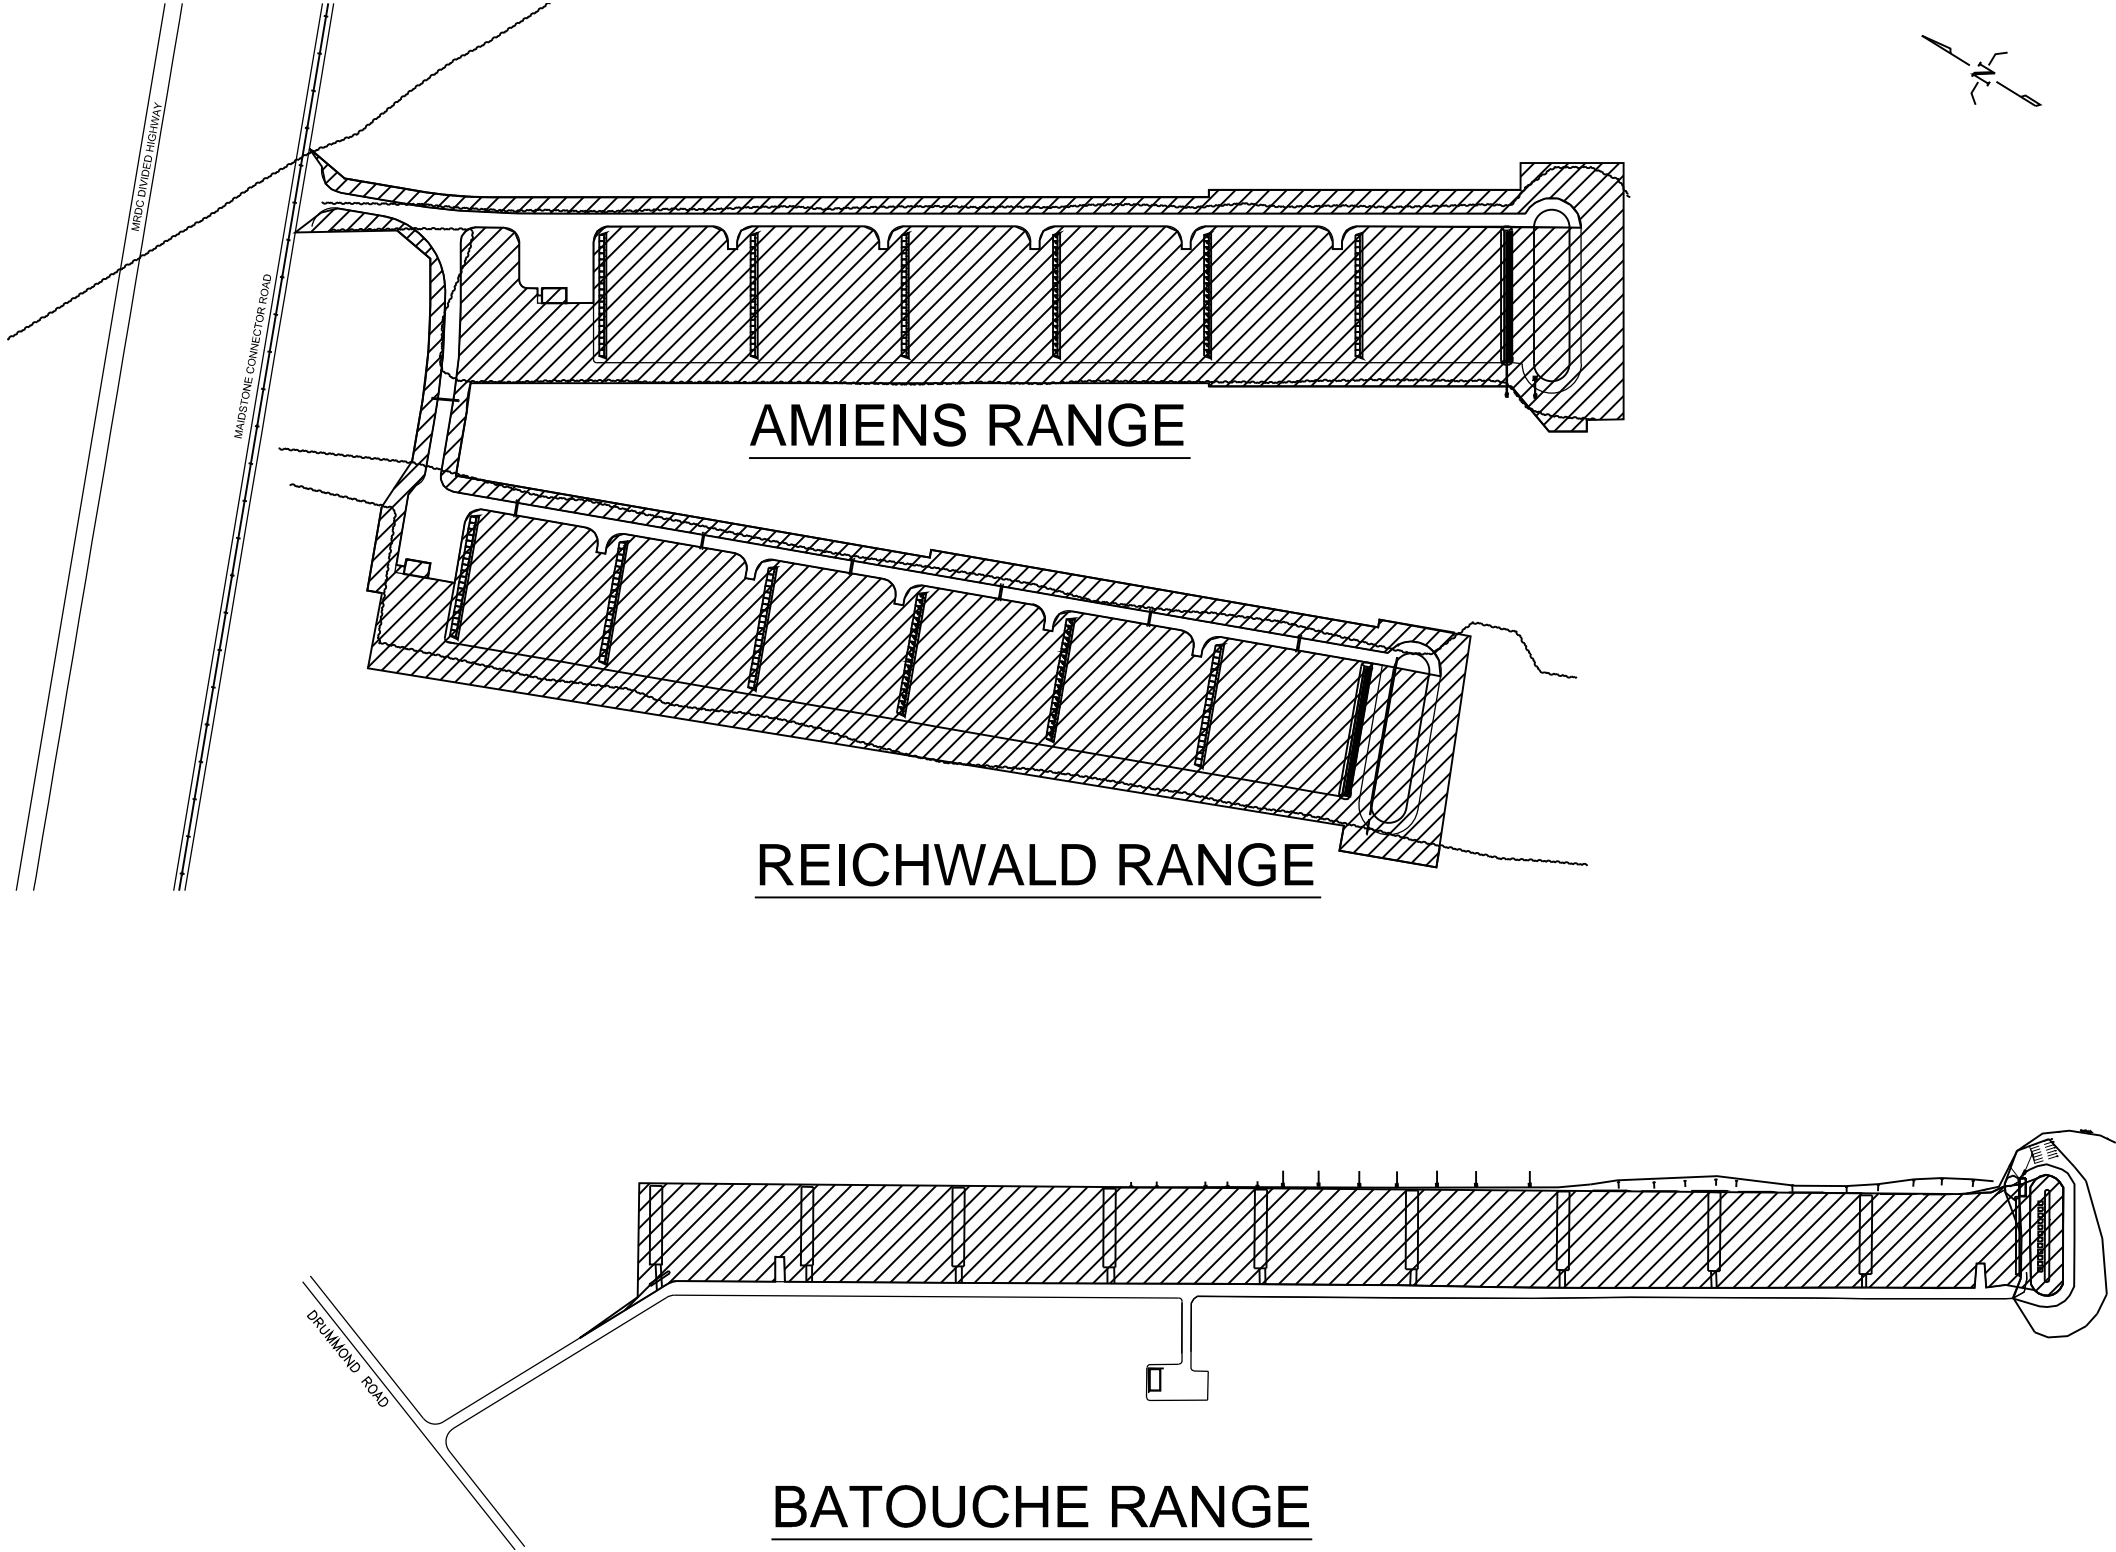 N
MRDC DIVIDED HIGHWAY
MAIDSTONE CONNECTOR ROAD
AMIENS RANGE
REICHWALD RANGE
DRUMMOND ROAD
BATOUCHE RANGE